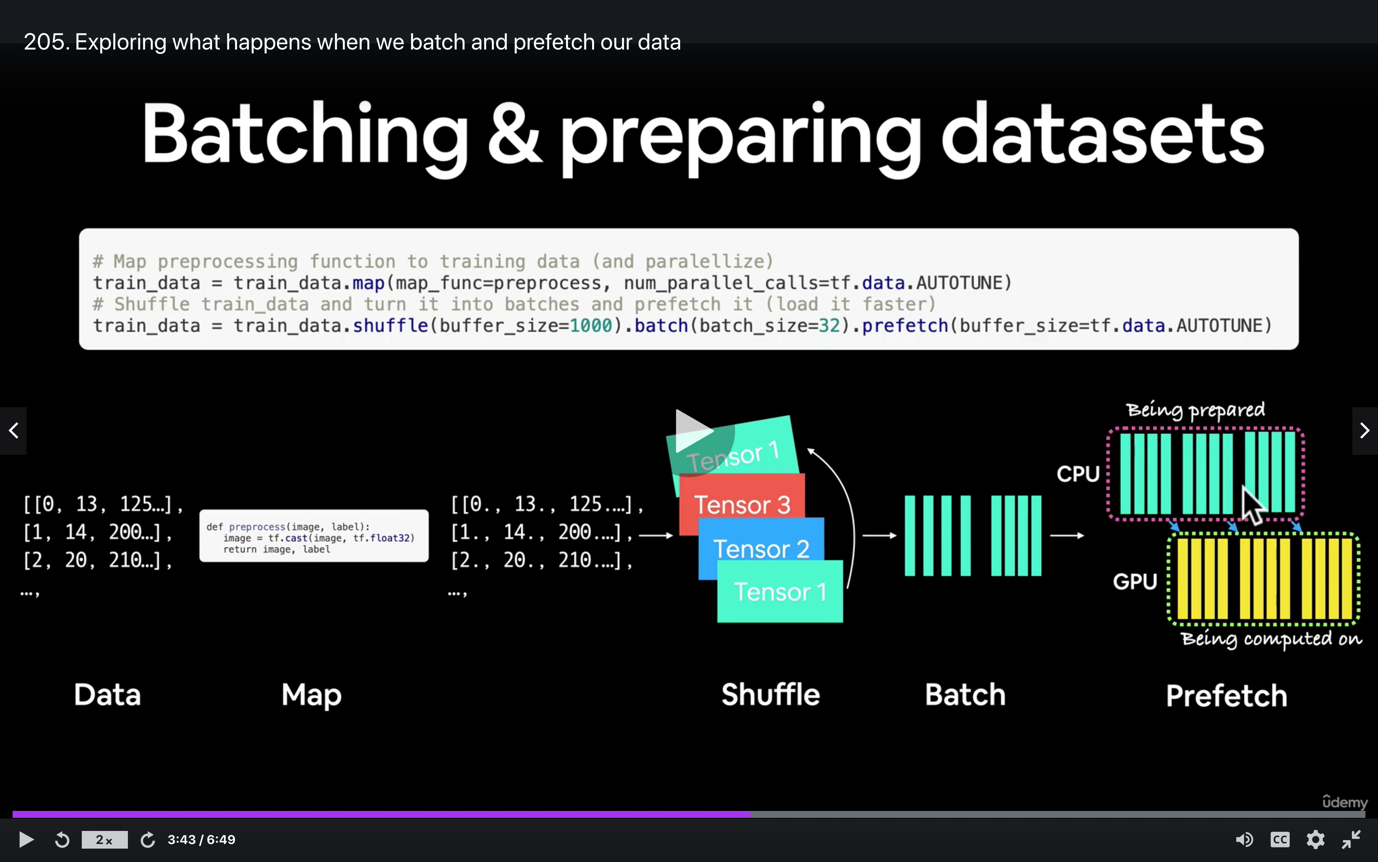 205. Exploring what happens when we batch and prefetch our data
Batching & preparing datasets
# Map preprocessing function to training data (and paralellize)
train_data = train_data.map(map_func=preprocess, num_parallel_calls=tf.data.AUTOTUNE)
# Shuffle train_data and turn it into batches and prefetch it (load it faster)
train_data = train_data.shuffle(buffer_size=1000).batch(batch_size=32).prefetch(buffer_size=tf.data.AUTOTUNE)
[[0, 13, 125…],
[1, 14, 200…],
[2, 20, 210…],
…,
def preprocess(image, label):
image = tf.cast(image, tf.float32)
return image, label
[[0., 13., 125.…],
[1., 14., 200.…],
[2., 20., 210.…],
…,
Tensor 1
Tensor 3
Tensor 2
Tensor 1
Being prepared
CPU
GPU
Being computed on
Data
Map
Shuffle
Batch
Prefetch
ûdemy
2x
3:43 / 6:49
CC